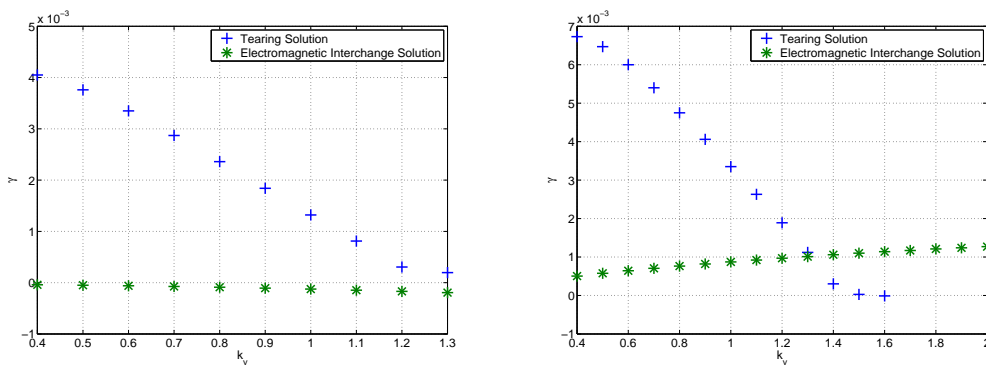 x 10⁻³
5
4
3
2
1
0
−1
γ
0.4 0.5 0.6 0.7 0.8 0.9 1 1.1 1.2 1.3
k_y
Tearing Solution
Electromagnetic Interchange Solution
x 10⁻³
7
6
5
4
3
2
1
0
−1
γ
0.4 0.6 0.8 1 1.2 1.4 1.6 1.8 2
k_y
Tearing Solution
Electromagnetic Interchange Solution